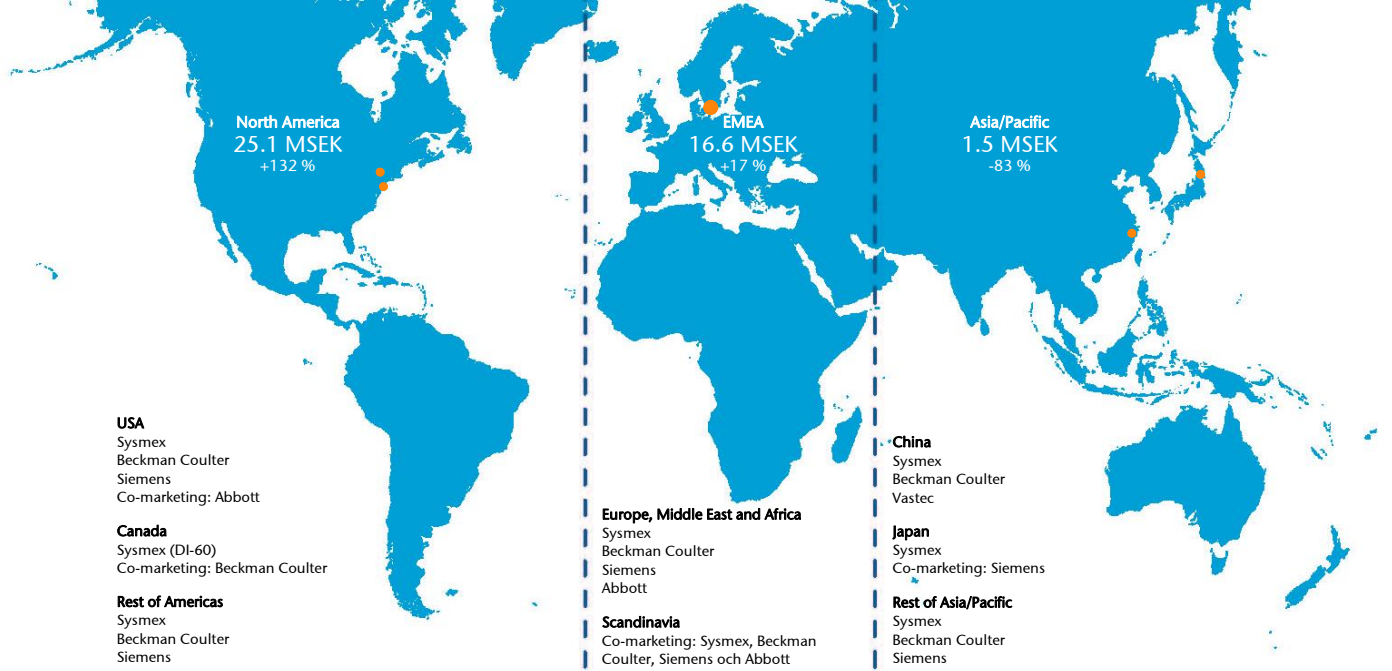 North America
25.1 MSEK
+132 %
EMEA
16.6 MSEK
+17 %
Asia/Pacific
1.5 MSEK
-83 %
USA
Sysmex
Beckman Coulter
Siemens
Co-marketing: Abbott
Canada
Sysmex (DI-60)
Co-marketing: Beckman Coulter
Rest of Americas
Sysmex
Beckman Coulter
Siemens
Europe, Middle East and Africa
Sysmex
Beckman Coulter
Siemens
Abbott
Scandinavia
Co-marketing: Sysmex, Beckman
Coulter, Siemens och Abbott
China
Sysmex
Beckman Coulter
Vastec
Japan
Sysmex
Co-marketing: Siemens
Rest of Asia/Pacific
Sysmex
Beckman Coulter
Siemens